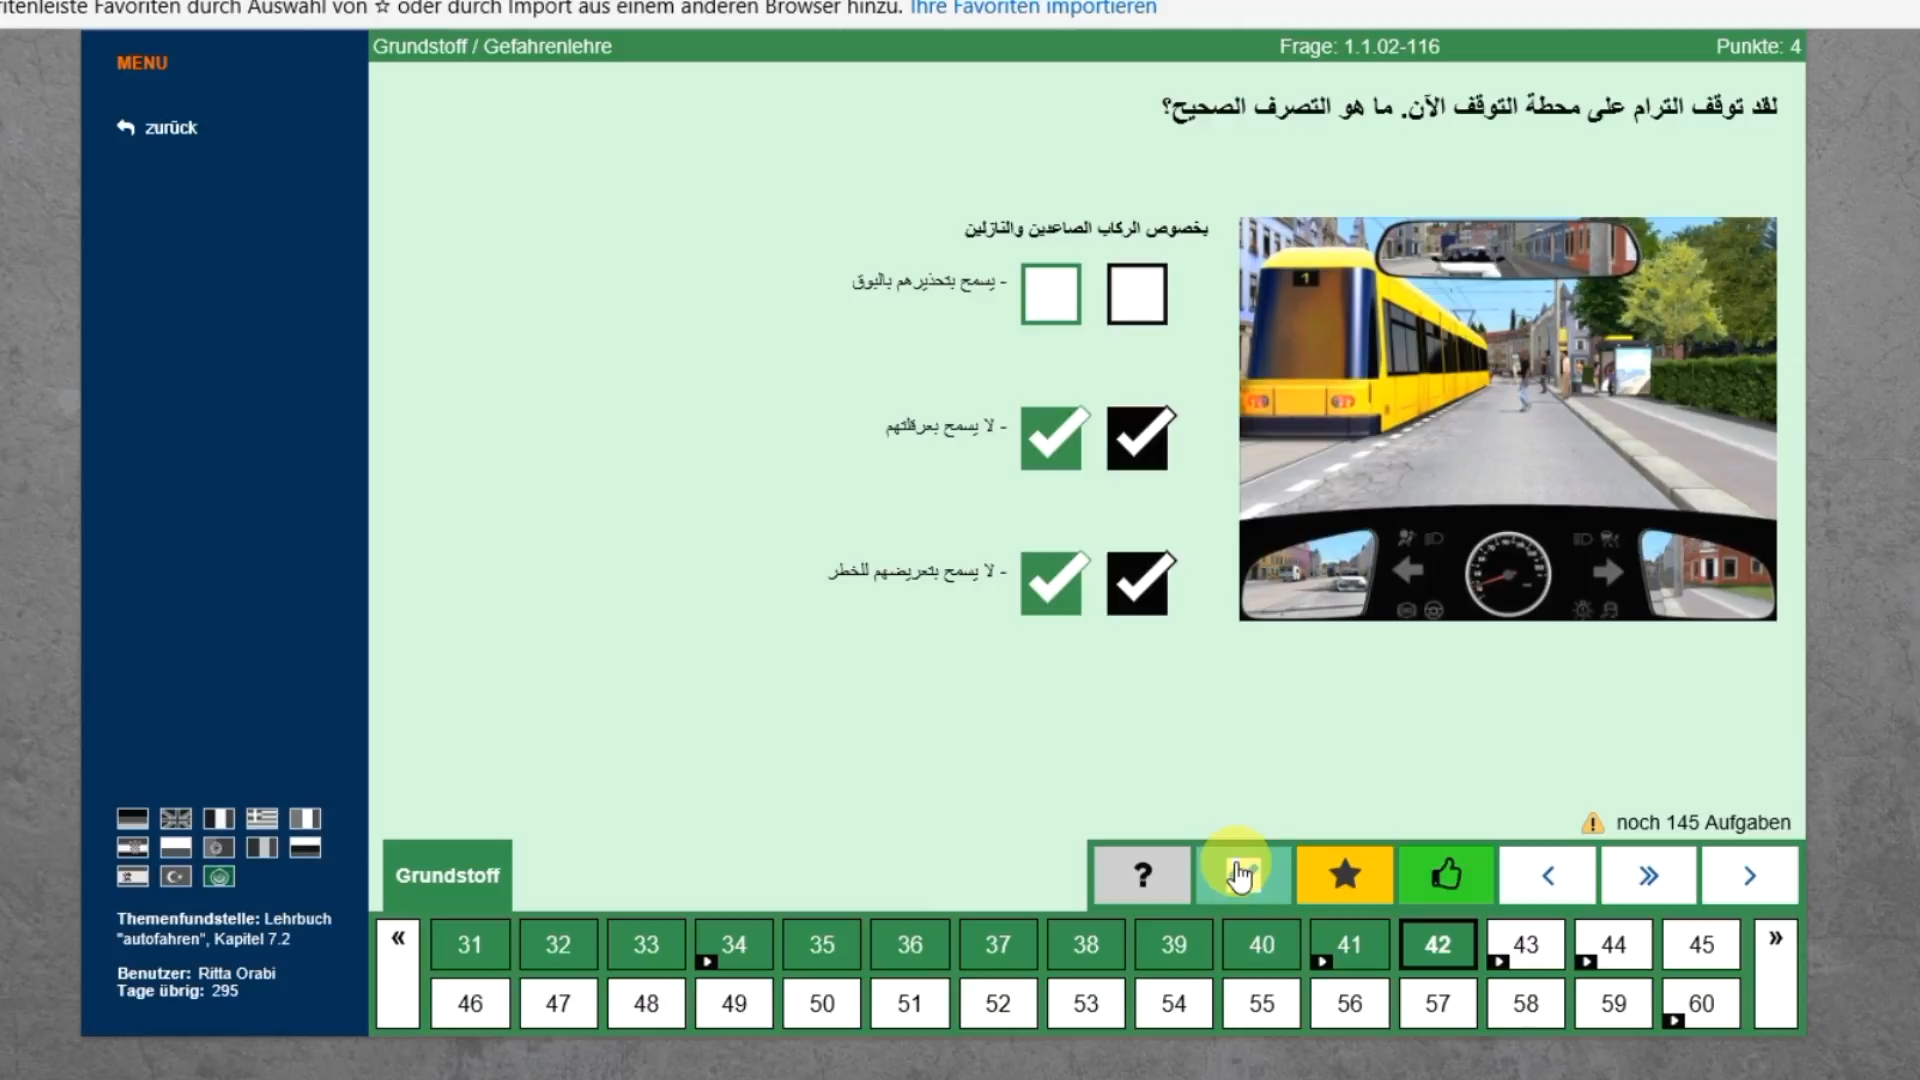 ritenleiste Favoriten durch Auswahl von ☆ oder durch Import aus einem anderen Browser hinzu. Ihre Favoriten importieren
MENU
zurück
Grundstoff / Gefahrenlehre
Frage: 1.1.02-116
Punkte: 4
لقد توقف الترام على محطة التوقف الآن. ما هو التصرف الصحيح؟
بخصوص الركاب الصاعدين والنازلين
- يسمح بتحذيرهم بالبوق
- لا يسمح بعرقلتهم
- لا يسمح بتعريضهم للخطر
1
noch 145 Aufgaben
Grundstoff
?
Themenfundstelle: Lehrbuch
"autofahren", Kapitel 7.2
Benutzer: Ritta Orabi
Tage übrig: 295
« 31 32 33 34 35 36 37 38 39 40 41 42 43 44 45 »
46 47 48 49 50 51 52 53 54 55 56 57 58 59 60